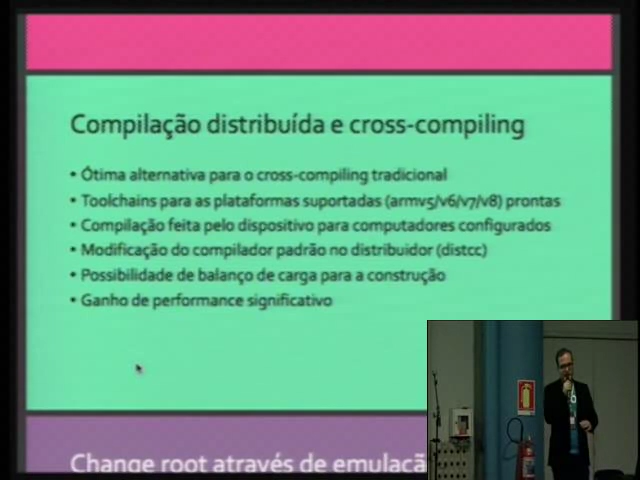 Compilação distribuída e cross-compiling
• Ótima alternativa para o cross-compiling tradicional
• Toolchains para as plataformas suportadas (armv5/v6/v7/v8) prontas
• Compilação feita pelo dispositivo para computadores configurados
• Modificação do compilador padrão no distribuidor (distcc)
• Possibilidade de balanço de carga para a construção
• Ganho de performance significativo
Change root através de emulaçã